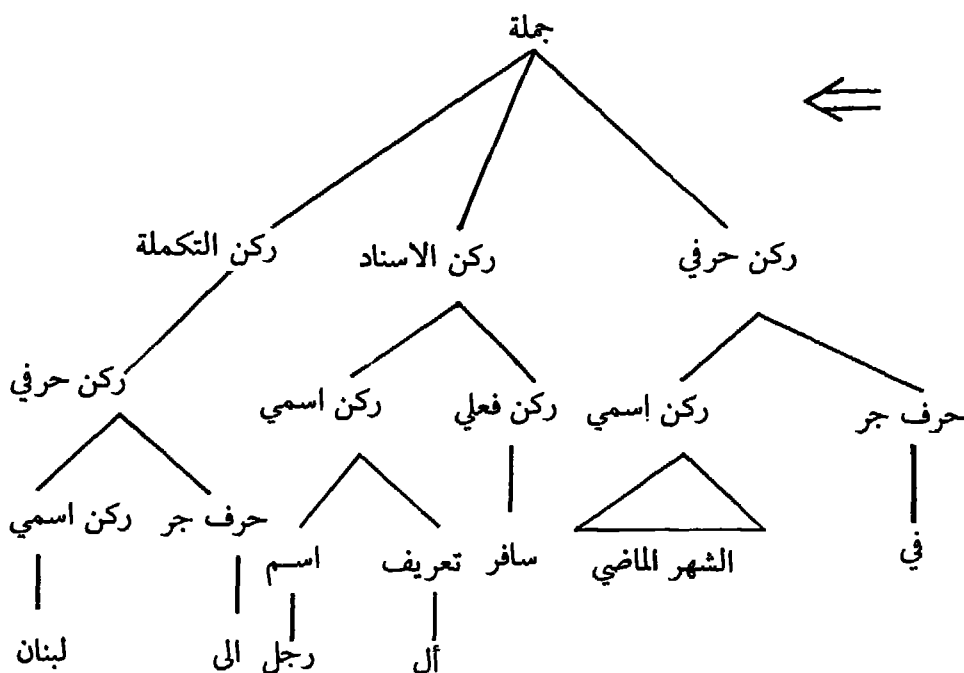 جملة
ركن حرفي ركن الاسناد ركن التكملة
حرف جر ركن إسمي ركن فعلي ركن اسمي ركن حرفي
في الشهر الماضي سافر تعريف اسم حرف جر ركن اسمي
أل رجل الى لبنان